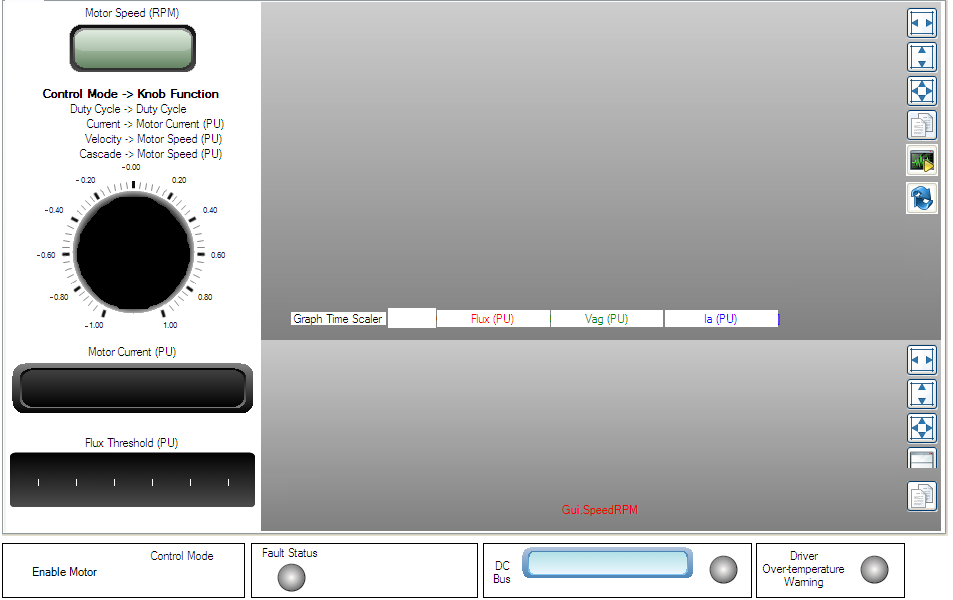 Motor Speed (RPM)
Control Mode -> Knob Function
Duty Cycle -> Duty Cycle
Current -> Motor Current (PU)
Velocity -> Motor Speed (PU)
Cascade -> Motor Speed (PU)
-0.00
-0.20
0.20
-0.40
0.40
-0.60
0.60
-0.80
0.80
-1.00
1.00
Motor Current (PU)
Flux Threshold (PU)
Graph Time Scaler
Flux (PU)
Vag (PU)
Ia (PU)
Gui.SpeedRPM
Control Mode
Enable Motor
Fault Status
DC
Bus
Driver
Over-temperature
Warning